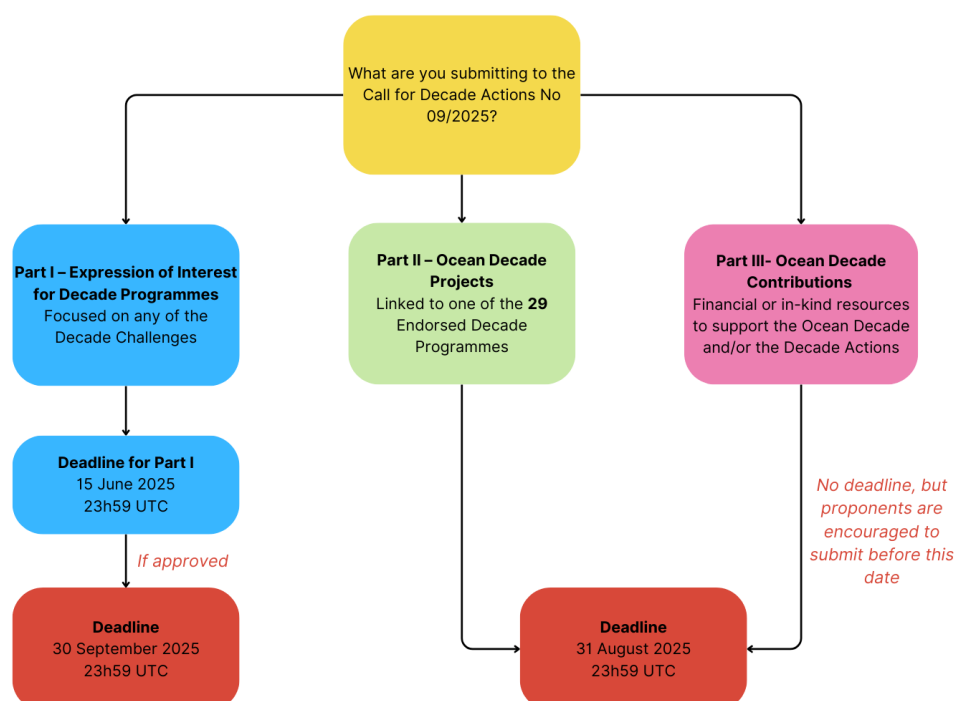 What are you submitting to the
Call for Decade Actions No
09/2025?
Part I – Expression of Interest
for Decade Programmes
Focused on any of the
Decade Challenges
Part II – Ocean Decade
Projects
Linked to one of the 29
Endorsed Decade
Programmes
Part III- Ocean Decade
Contributions
Financial or in-kind resources
to support the Ocean Decade
and/or the Decade Actions
Deadline for Part I
15 June 2025
23h59 UTC
If approved
No deadline, but
proponents are
encouraged to
submit before this
date
Deadline
30 September 2025
23h59 UTC
Deadline
31 August 2025
23h59 UTC